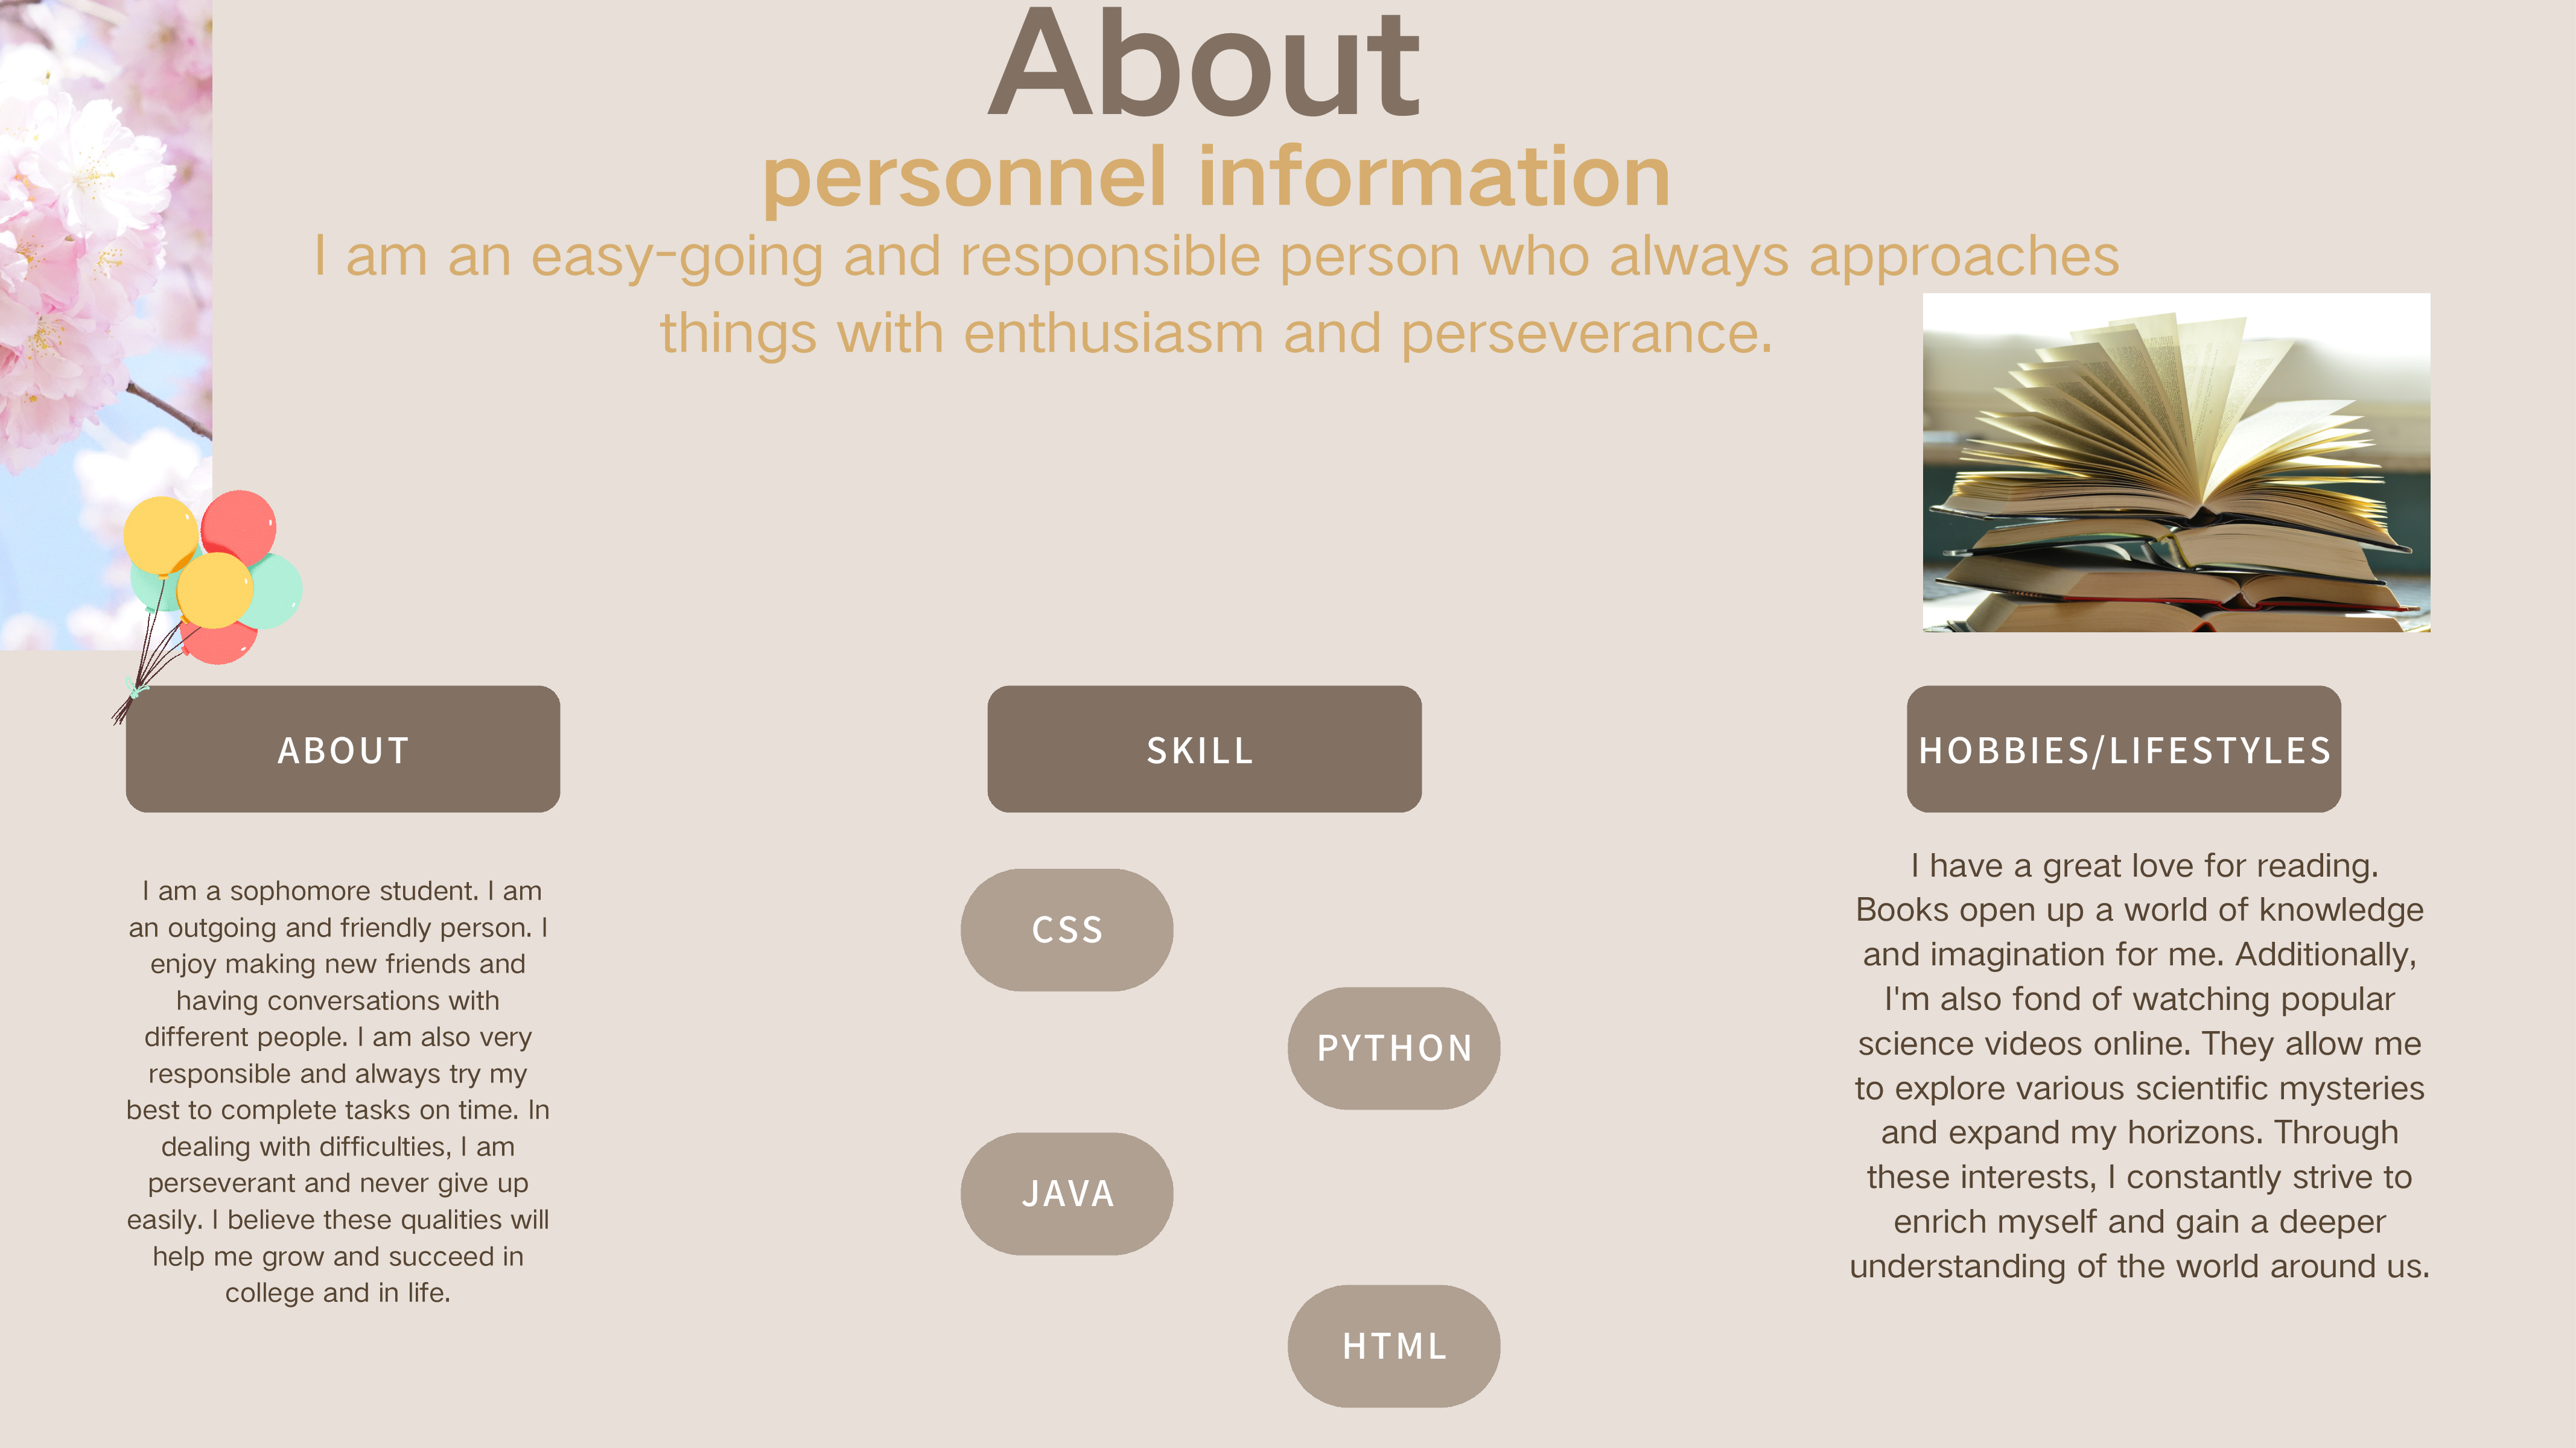 About
personnel information
I am an easy-going and responsible person who always approaches
things with enthusiasm and perseverance.
ABOUT
I am a sophomore student. I am
an outgoing and friendly person. I
enjoy making new friends and
having conversations with
different people. I am also very
responsible and always try my
best to complete tasks on time. In
dealing with difficulties, I am
perseverant and never give up
easily. I believe these qualities will
help me grow and succeed in
college and in life.
SKILL
CSS
PYTHON
JAVA
HTML
HOBBIES/LIFESTYLES
I have a great love for reading.
Books open up a world of knowledge
and imagination for me. Additionally,
I'm also fond of watching popular
science videos online. They allow me
to explore various scientific mysteries
and expand my horizons. Through
these interests, I constantly strive to
enrich myself and gain a deeper
understanding of the world around us.